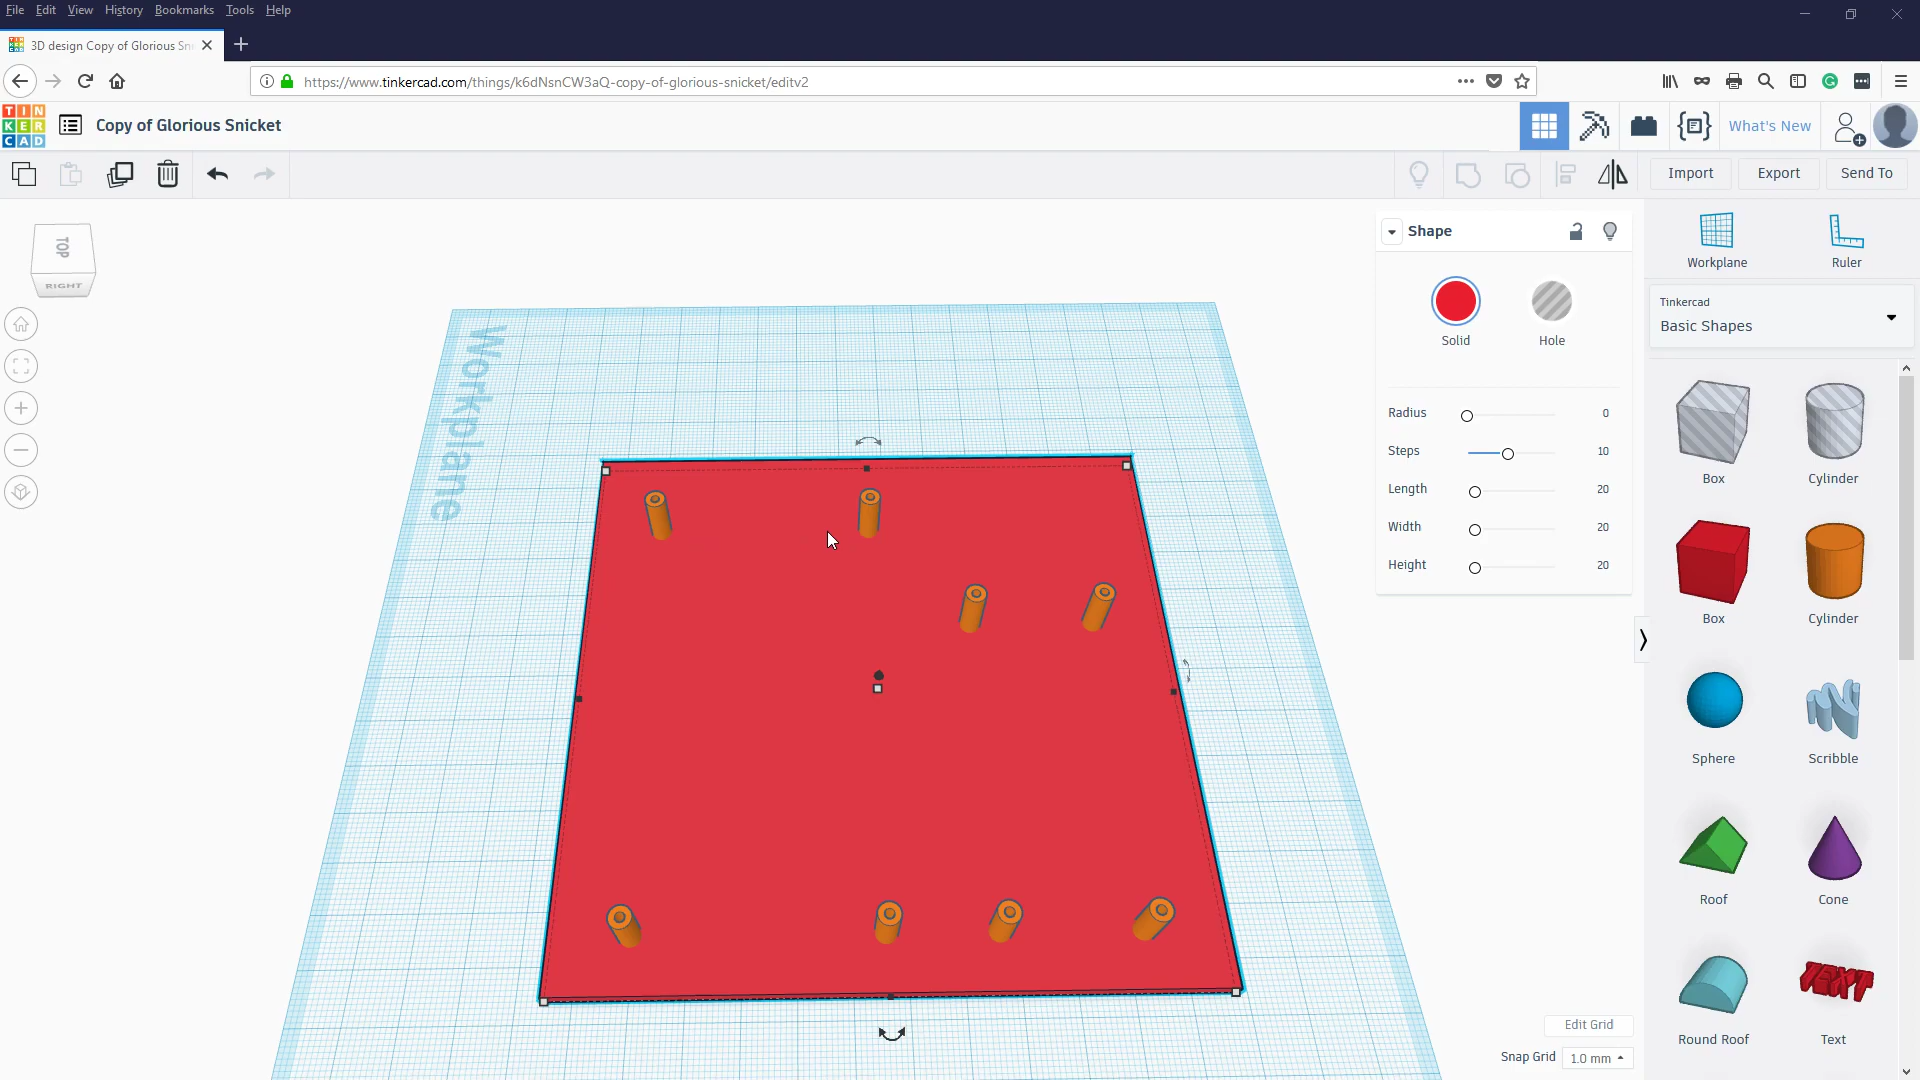 File Edit View History Bookmarks Tools Help
3D design Copy of Glorious Sni
https://www.tinkercad.com/things/k6dNsnCW3aQ-copy-of-glorious-snicket/editv2
TIN
KER
CAD
Copy of Glorious Snicket
What's New
Import
Export
Send To
TOP
RIGHT
Workplane
Shape
Solid
Hole
Radius 0
Steps 10
Length 20
Width 20
Height 20
Workplane
Ruler
Tinkercad
Basic Shapes
Box
Cylinder
Box
Cylinder
Sphere
Scribble
Roof
Cone
TEXT
Round Roof
Text
Edit Grid
Snap Grid 1.0 mm